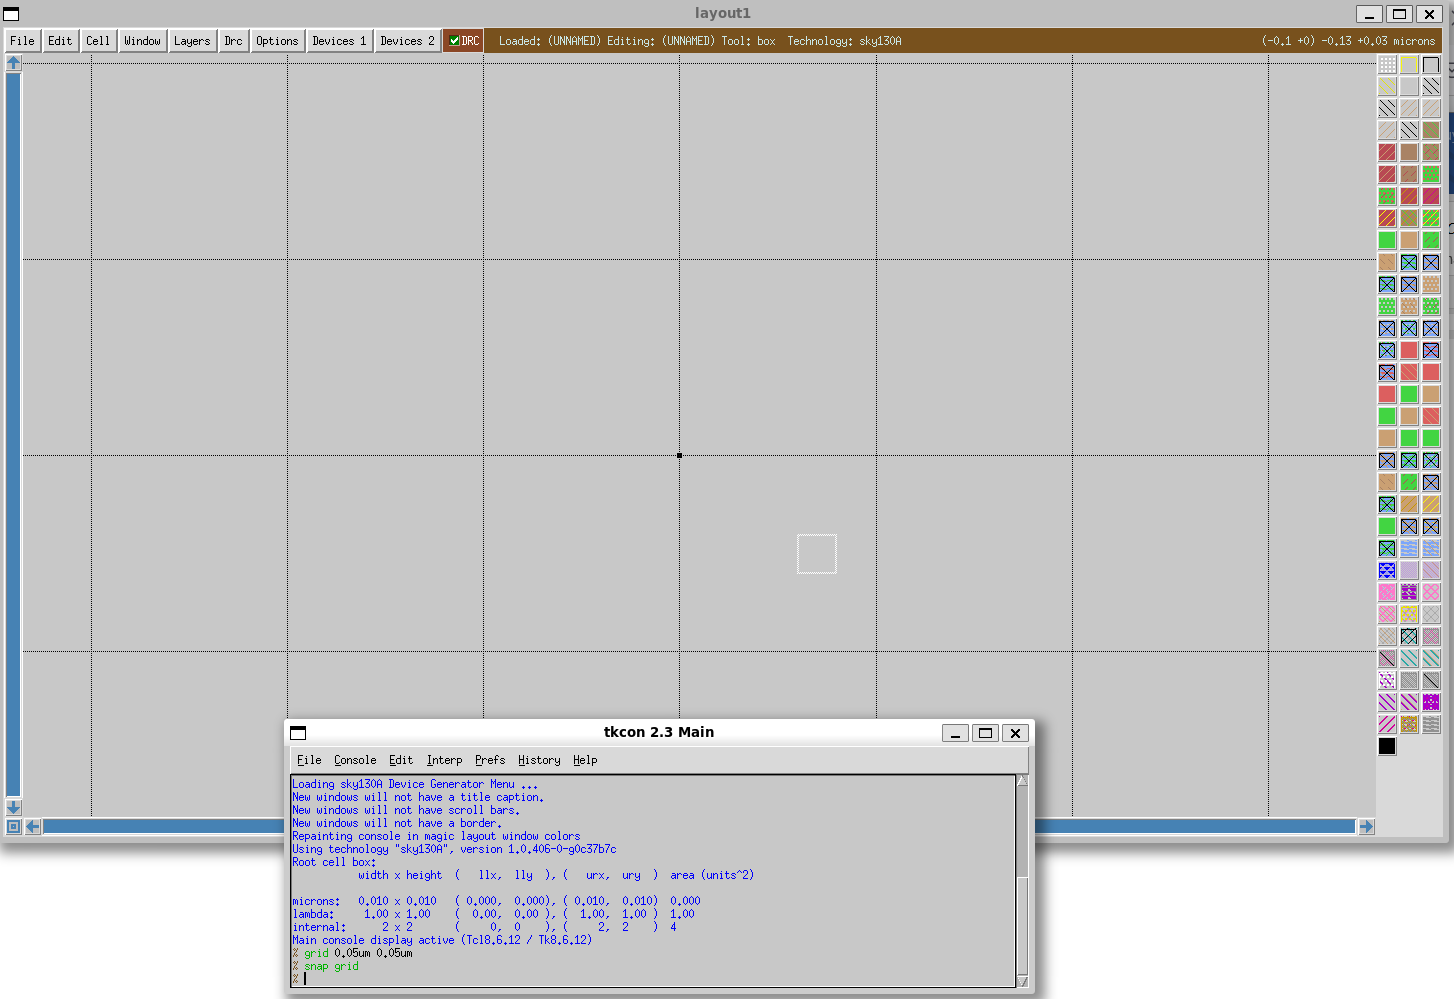 layout1
File Edit Cell Window Layers Drc Options Devices 1 Devices 2 DRC Loaded: (UNNAMED) Editing: (UNNAMED) Tool: box Technology: sky130A (-0.1 +0) -0.13 +0.03 microns
tkcon 2.3 Main
File Console Edit Interp Prefs History Help
Loading sky130A Device Generator Menu ...
New windows will not have a title caption.
New windows will not have scroll bars.
New windows will not have a border.
Repainting console in magic layout window colors
Using technology "sky130A", version 1.0.406-0-g0c37b7c
Root cell box:
width x height ( llx, lly ), ( urx, ury ) area (units^2)
microns: 0.010 x 0.010 ( 0.000, 0.000), ( 0.010, 0.010) 0.000
lambda: 1.00 x 1.00 ( 0.00, 0.00 ), ( 1.00, 1.00 ) 1.00
internal: 2 x 2 ( 0, 0 ), ( 2, 2 ) 4
Main console display active (Tcl8.6.12 / Tk8.6.12)
% grid 0.05um 0.05um
% snap grid
%